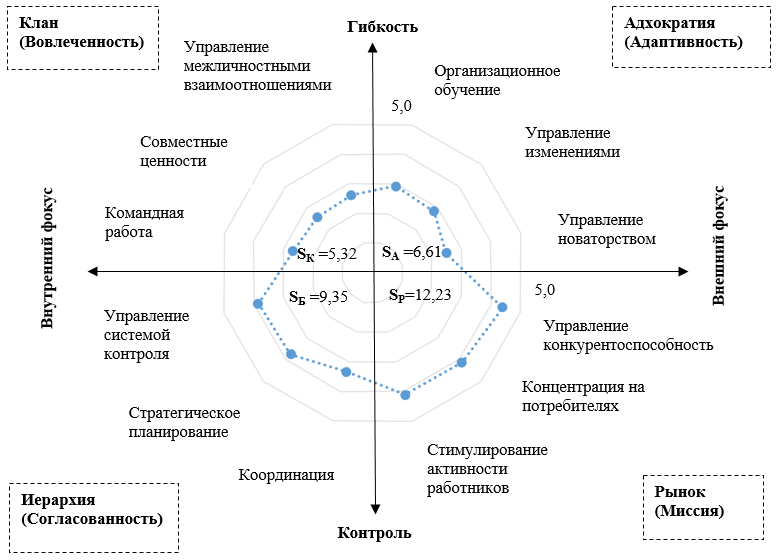 Клан
(Вовлеченность)
Гибкость
Адхократия
(Адаптивность)
Управление
межличностными
взаимоотношениями
Организационное
обучение
5,0
Совместные
ценности
Управление
изменениями
Командная
работа
Управление
новаторством
Внутренний фокус
Внешний фокус
Sк =5,32
SА =6,61
SБ =9,35
SР=12,23
5,0
Управление
системой
контроля
Управление
конкурентоспособность
Концентрация на
потребителях
Стратегическое
планирование
Стимулирование
активности
работников
Координация
Иерархия
(Согласованность)
Рынок
(Миссия)
Контроль